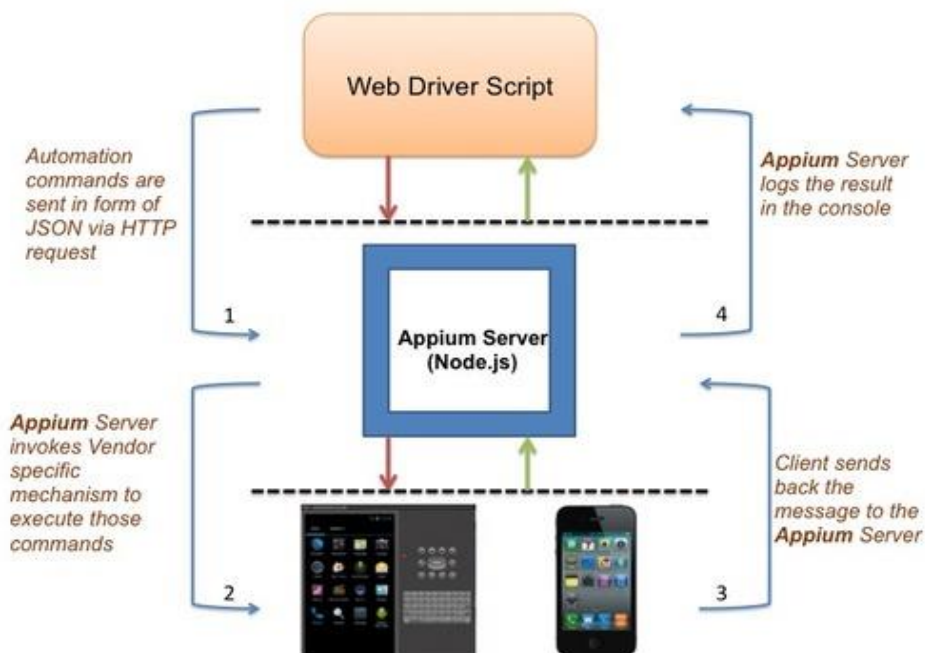 Web Driver Script
Automation
commands are
sent in form of
JSON via HTTP
request
1
Appium Server
logs the result
in the console
4
Appium Server
(Node.js)
Appium Server
invokes Vendor
specific
mechanism to
execute those
commands
2
Client sends
back the
message to the
Appium Server
3